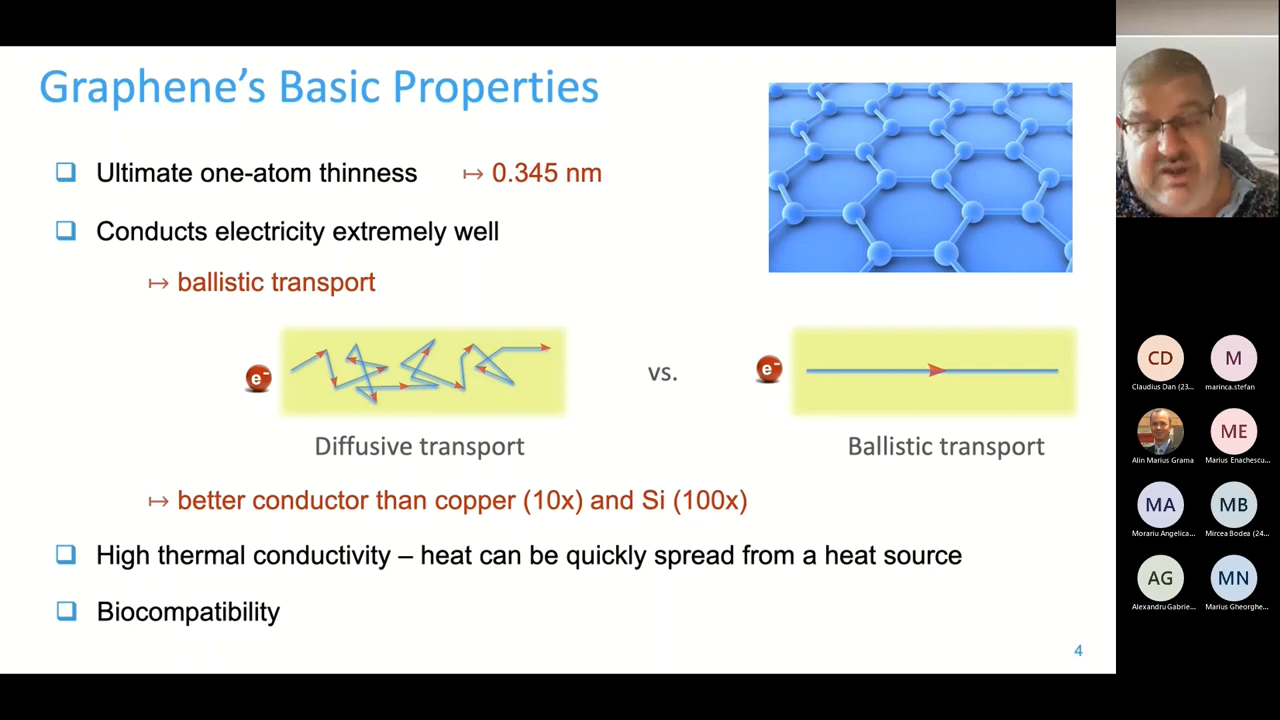 Graphene’s Basic Properties
Ultimate one-atom thinness ↦ 0.345 nm
Conducts electricity extremely well
↦ ballistic transport
e⁻ vs. e⁻
Diffusive transport Ballistic transport
↦ better conductor than copper (10x) and Si (100x)
High thermal conductivity – heat can be quickly spread from a heat source
Biocompatibility
4
CD M
Claudius Dan (23... marinca.stefan
ME
Alin Marius Grama Marius Enachescu...
MA MB
Morariu Angelica... Mircea Bodea (24...
AG MN
Alexandru Gabrie... Marius Gheorghe...